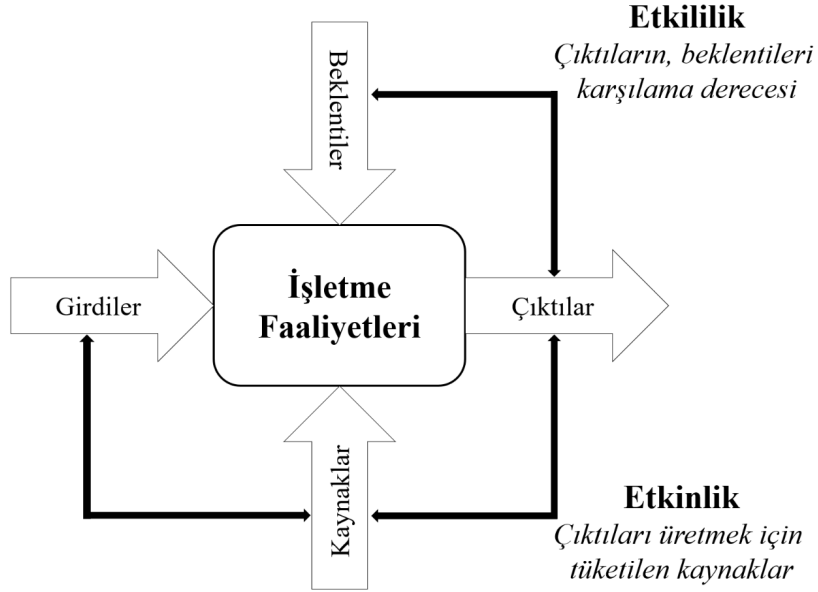 Etkililik
Çıktıların, beklentileri
karşılama derecesi
Beklentiler
Girdiler
İşletme
Faaliyetleri
Çıktılar
Kaynaklar
Etkinlik
Çıktıları üretmek için
tüketilen kaynaklar